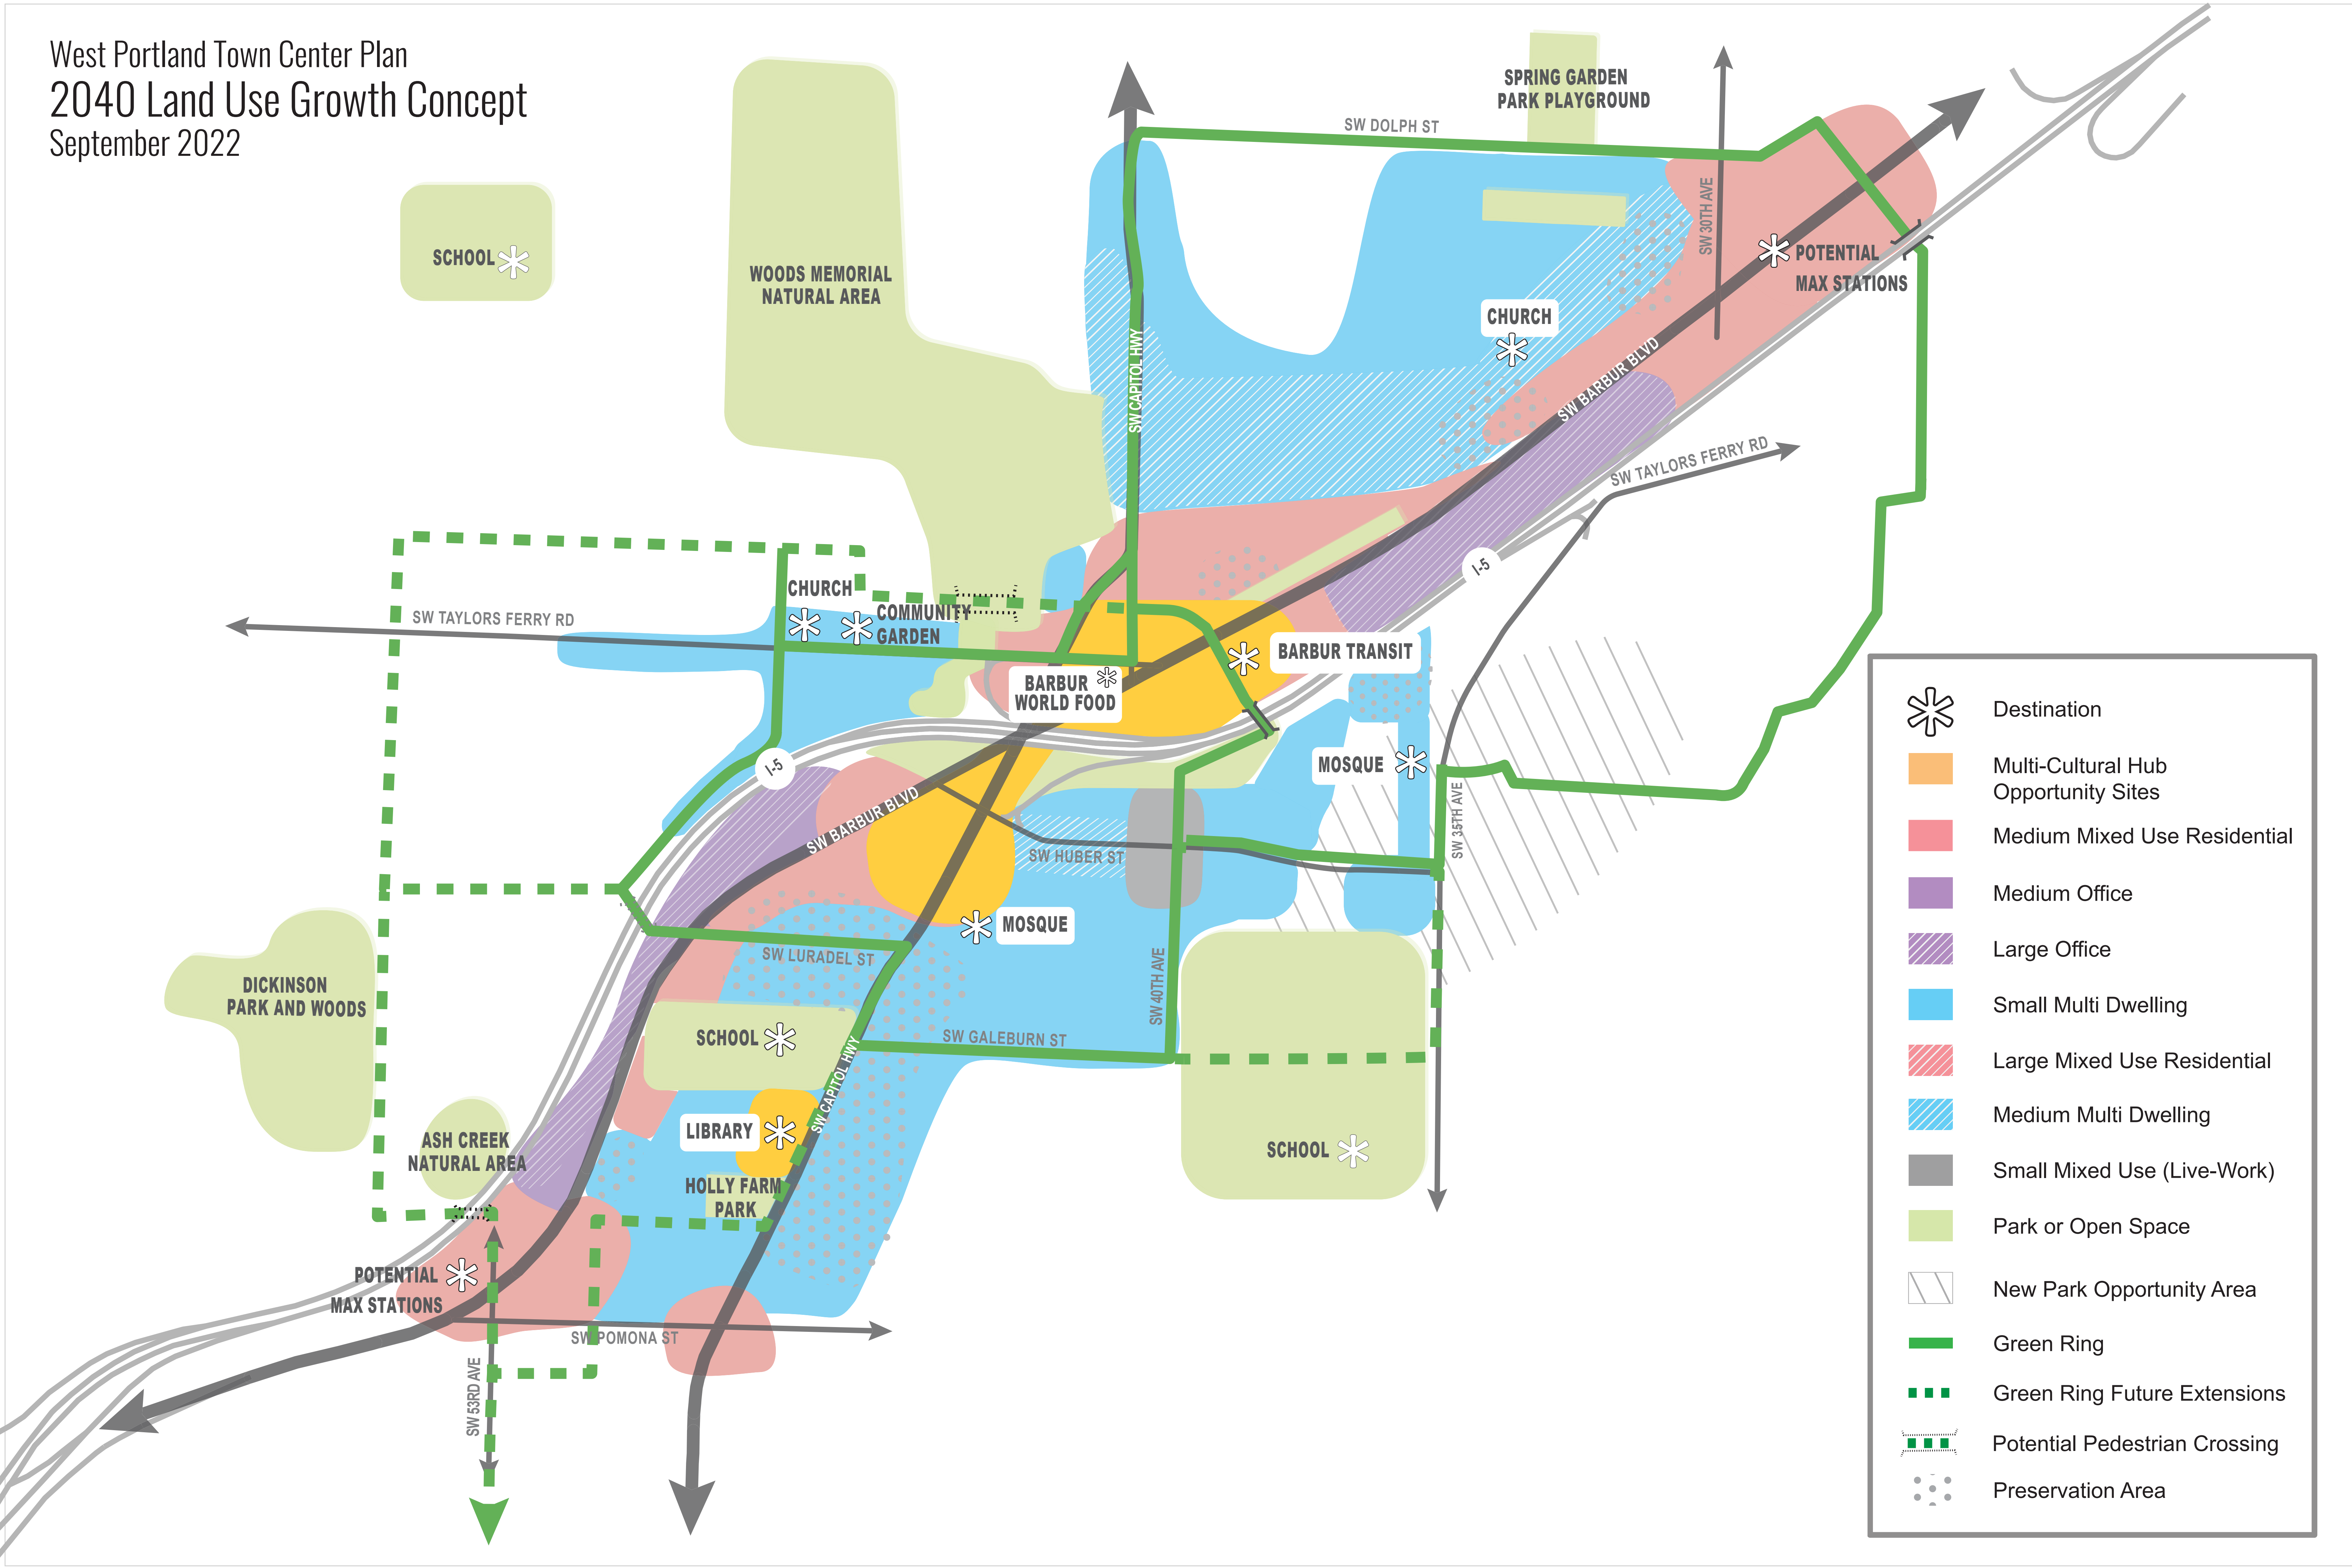 West Portland Town Center Plan
2040 Land Use Growth Concept
September 2022
SPRING GARDEN
PARK PLAYGROUND
SW DOLPH ST
SW 30TH AVE
SCHOOL
WOODS MEMORIAL
NATURAL AREA
POTENTIAL
MAX STATIONS
CHURCH
SW CAPITOL HWY
SW BARBUR BLVD
SW TAYLORS FERRY RD
I-5
CHURCH
COMMUNITY
GARDEN
SW TAYLORS FERRY RD
BARBUR TRANSIT
BARBUR
WORLD FOOD
I-5
MOSQUE
SW BARBUR BLVD
SW HUBER ST
SW 35TH AVE
MOSQUE
SW LURADEL ST
SW 40TH AVE
DICKINSON
PARK AND WOODS
SCHOOL
SW GALEBURN ST
SW CAPITOL HWY
LIBRARY
ASH CREEK
NATURAL AREA
SCHOOL
HOLLY FARM
PARK
POTENTIAL
MAX STATIONS
SW POMONA ST
SW 53RD AVE
Destination
Multi-Cultural Hub
Opportunity Sites
Medium Mixed Use Residential
Medium Office
Large Office
Small Multi Dwelling
Large Mixed Use Residential
Medium Multi Dwelling
Small Mixed Use (Live-Work)
Park or Open Space
New Park Opportunity Area
Green Ring
Green Ring Future Extensions
Potential Pedestrian Crossing
Preservation Area